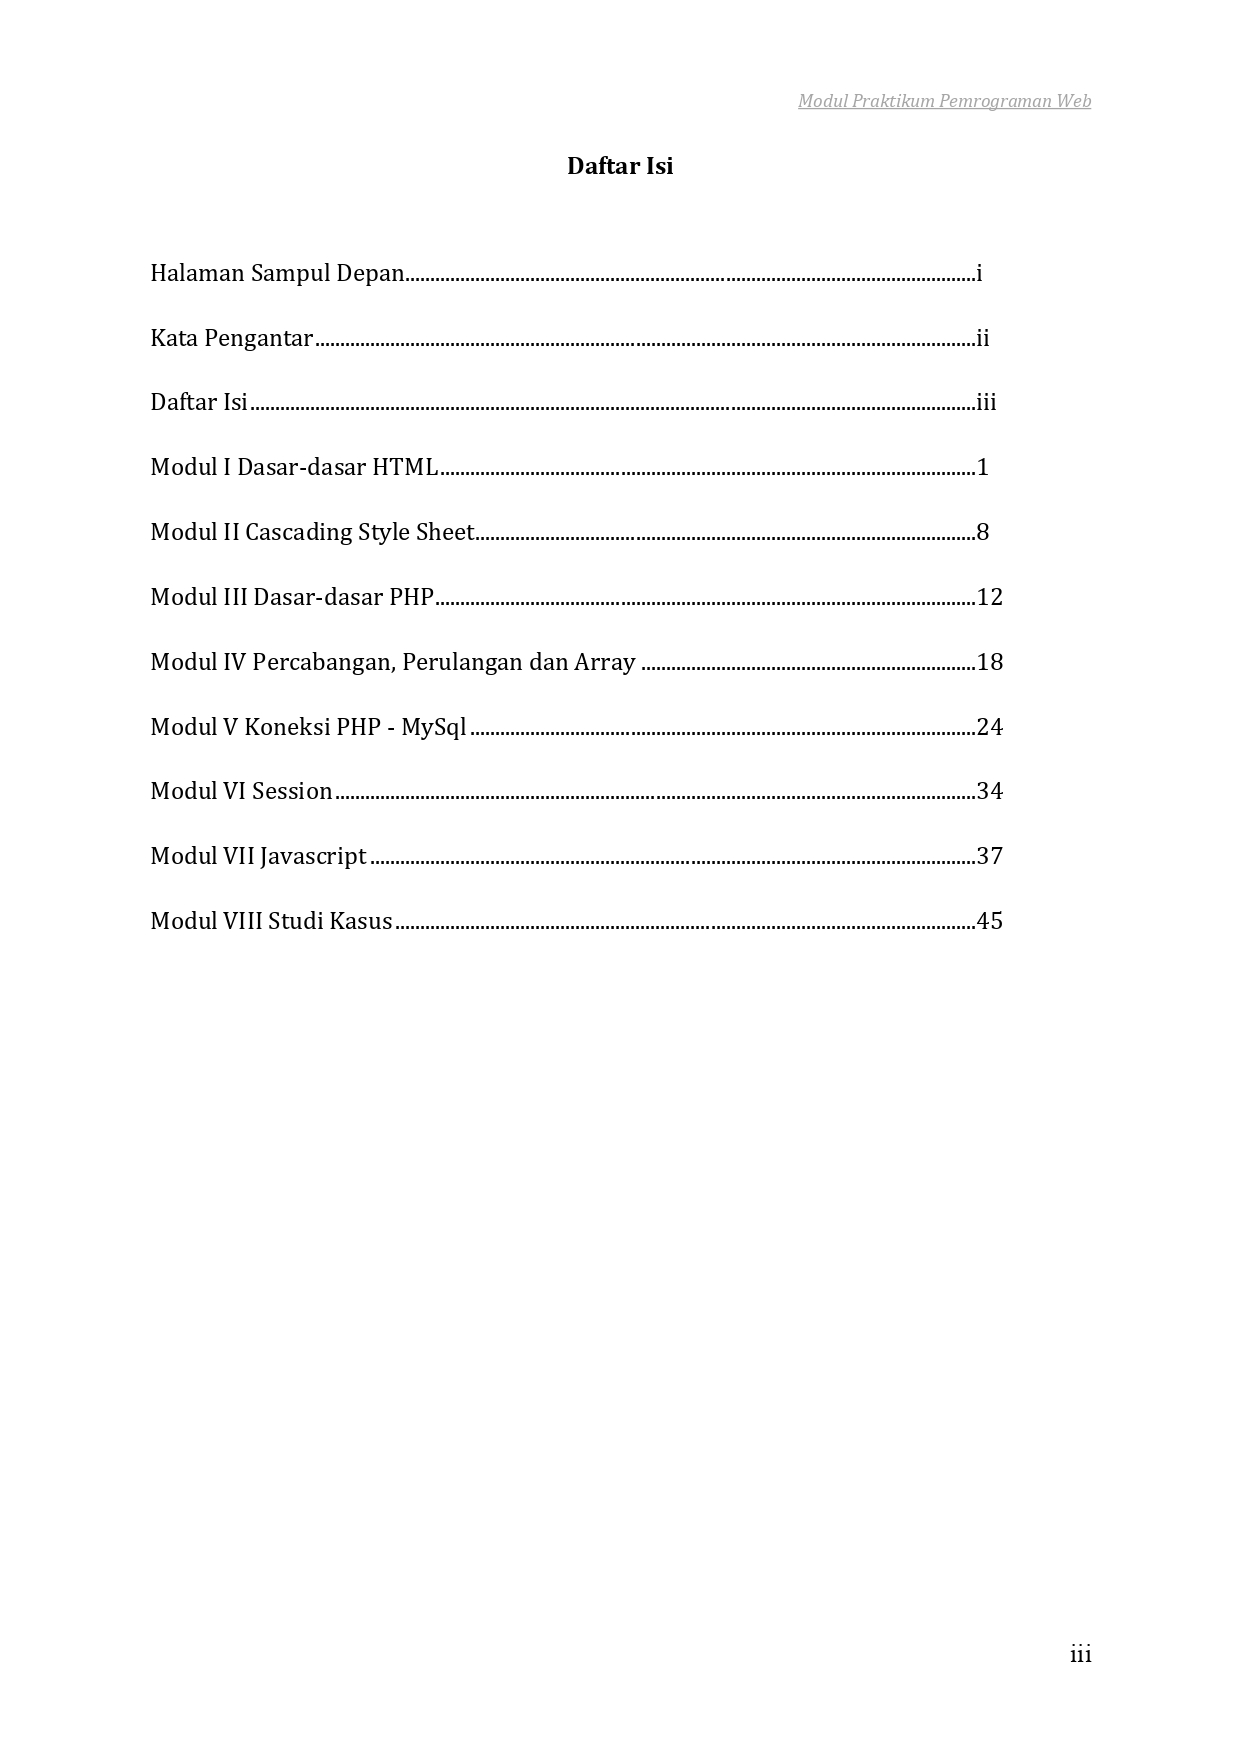 Modul Praktikum Pemrograman Web
Daftar Isi
Halaman Sampul Depan..................................................................................................................i
Kata Pengantar....................................................................................................................................ii
Daftar Isi.................................................................................................................................................iii
Modul I Dasar-dasar HTML...........................................................................................................1
Modul II Cascading Style Sheet....................................................................................................8
Modul III Dasar-dasar PHP............................................................................................................12
Modul IV Percabangan, Perulangan dan Array ...................................................................18
Modul V Koneksi PHP - MySql.....................................................................................................24
Modul VI Session................................................................................................................................34
Modul VII Javascript.........................................................................................................................37
Modul VIII Studi Kasus....................................................................................................................45
iii